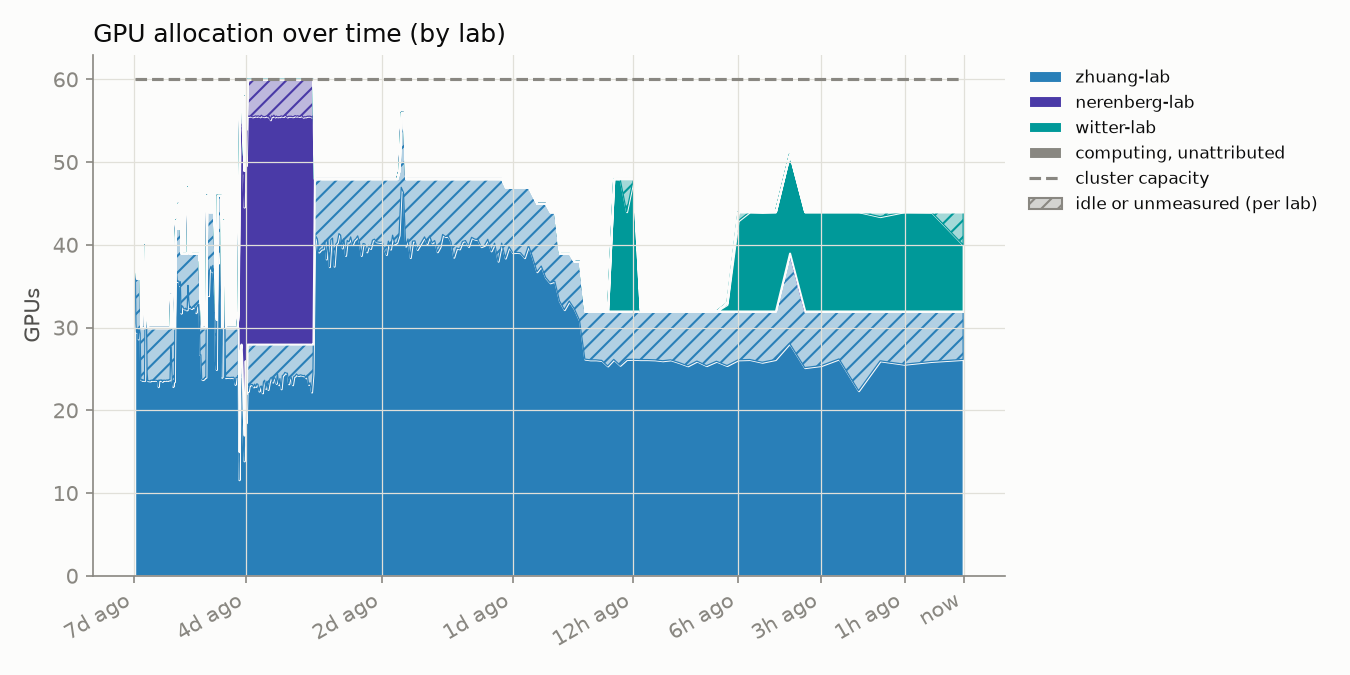 GPU allocation over time (by lab)
60
50
40
30
20
10
0
GPUs
7d ago
4d ago
2d ago
1d ago
12h ago
6h ago
3h ago
1h ago
now
zhuang-lab
nerenberg-lab
witter-lab
computing, unattributed
cluster capacity
idle or unmeasured (per lab)